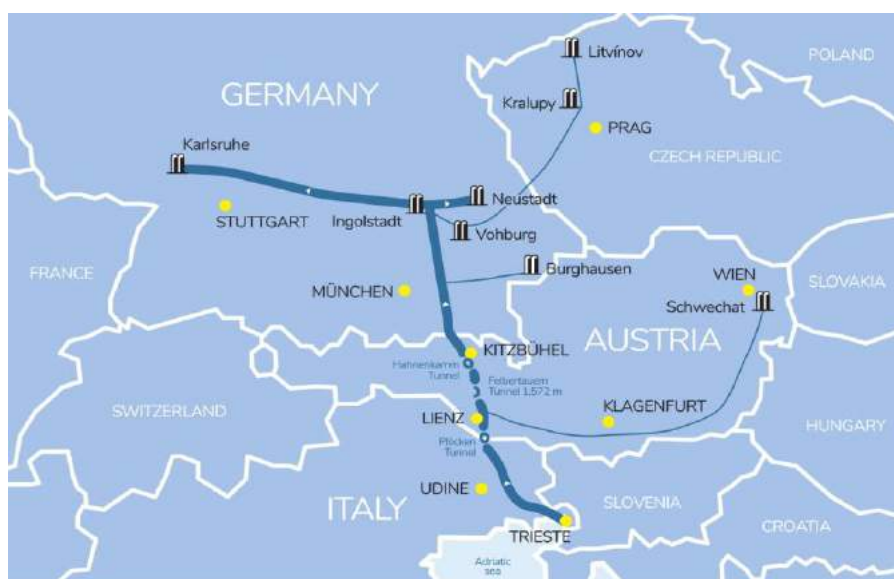 Litvínov
POLAND
GERMANY
Kralupy
PRAG
Karlsruhe
CZECH REPUBLIC
Neustadt
STUTTGART
Ingolstadt
Vohburg
FRANCE
Burghausen
WIEN
SLOVAKIA
MÜNCHEN
Schwechat
AUSTRIA
KITZBÜHEL
Hahnenkamm
Tunnel
Felbertauern
Tunnel 1.572 m
SWITZERLAND
LIENZ
KLAGENFURT
HUNGARY
Plöcken
Tunnel
ITALY
UDINE
SLOVENIA
CROATIA
TRIESTE
Adriatic
sea